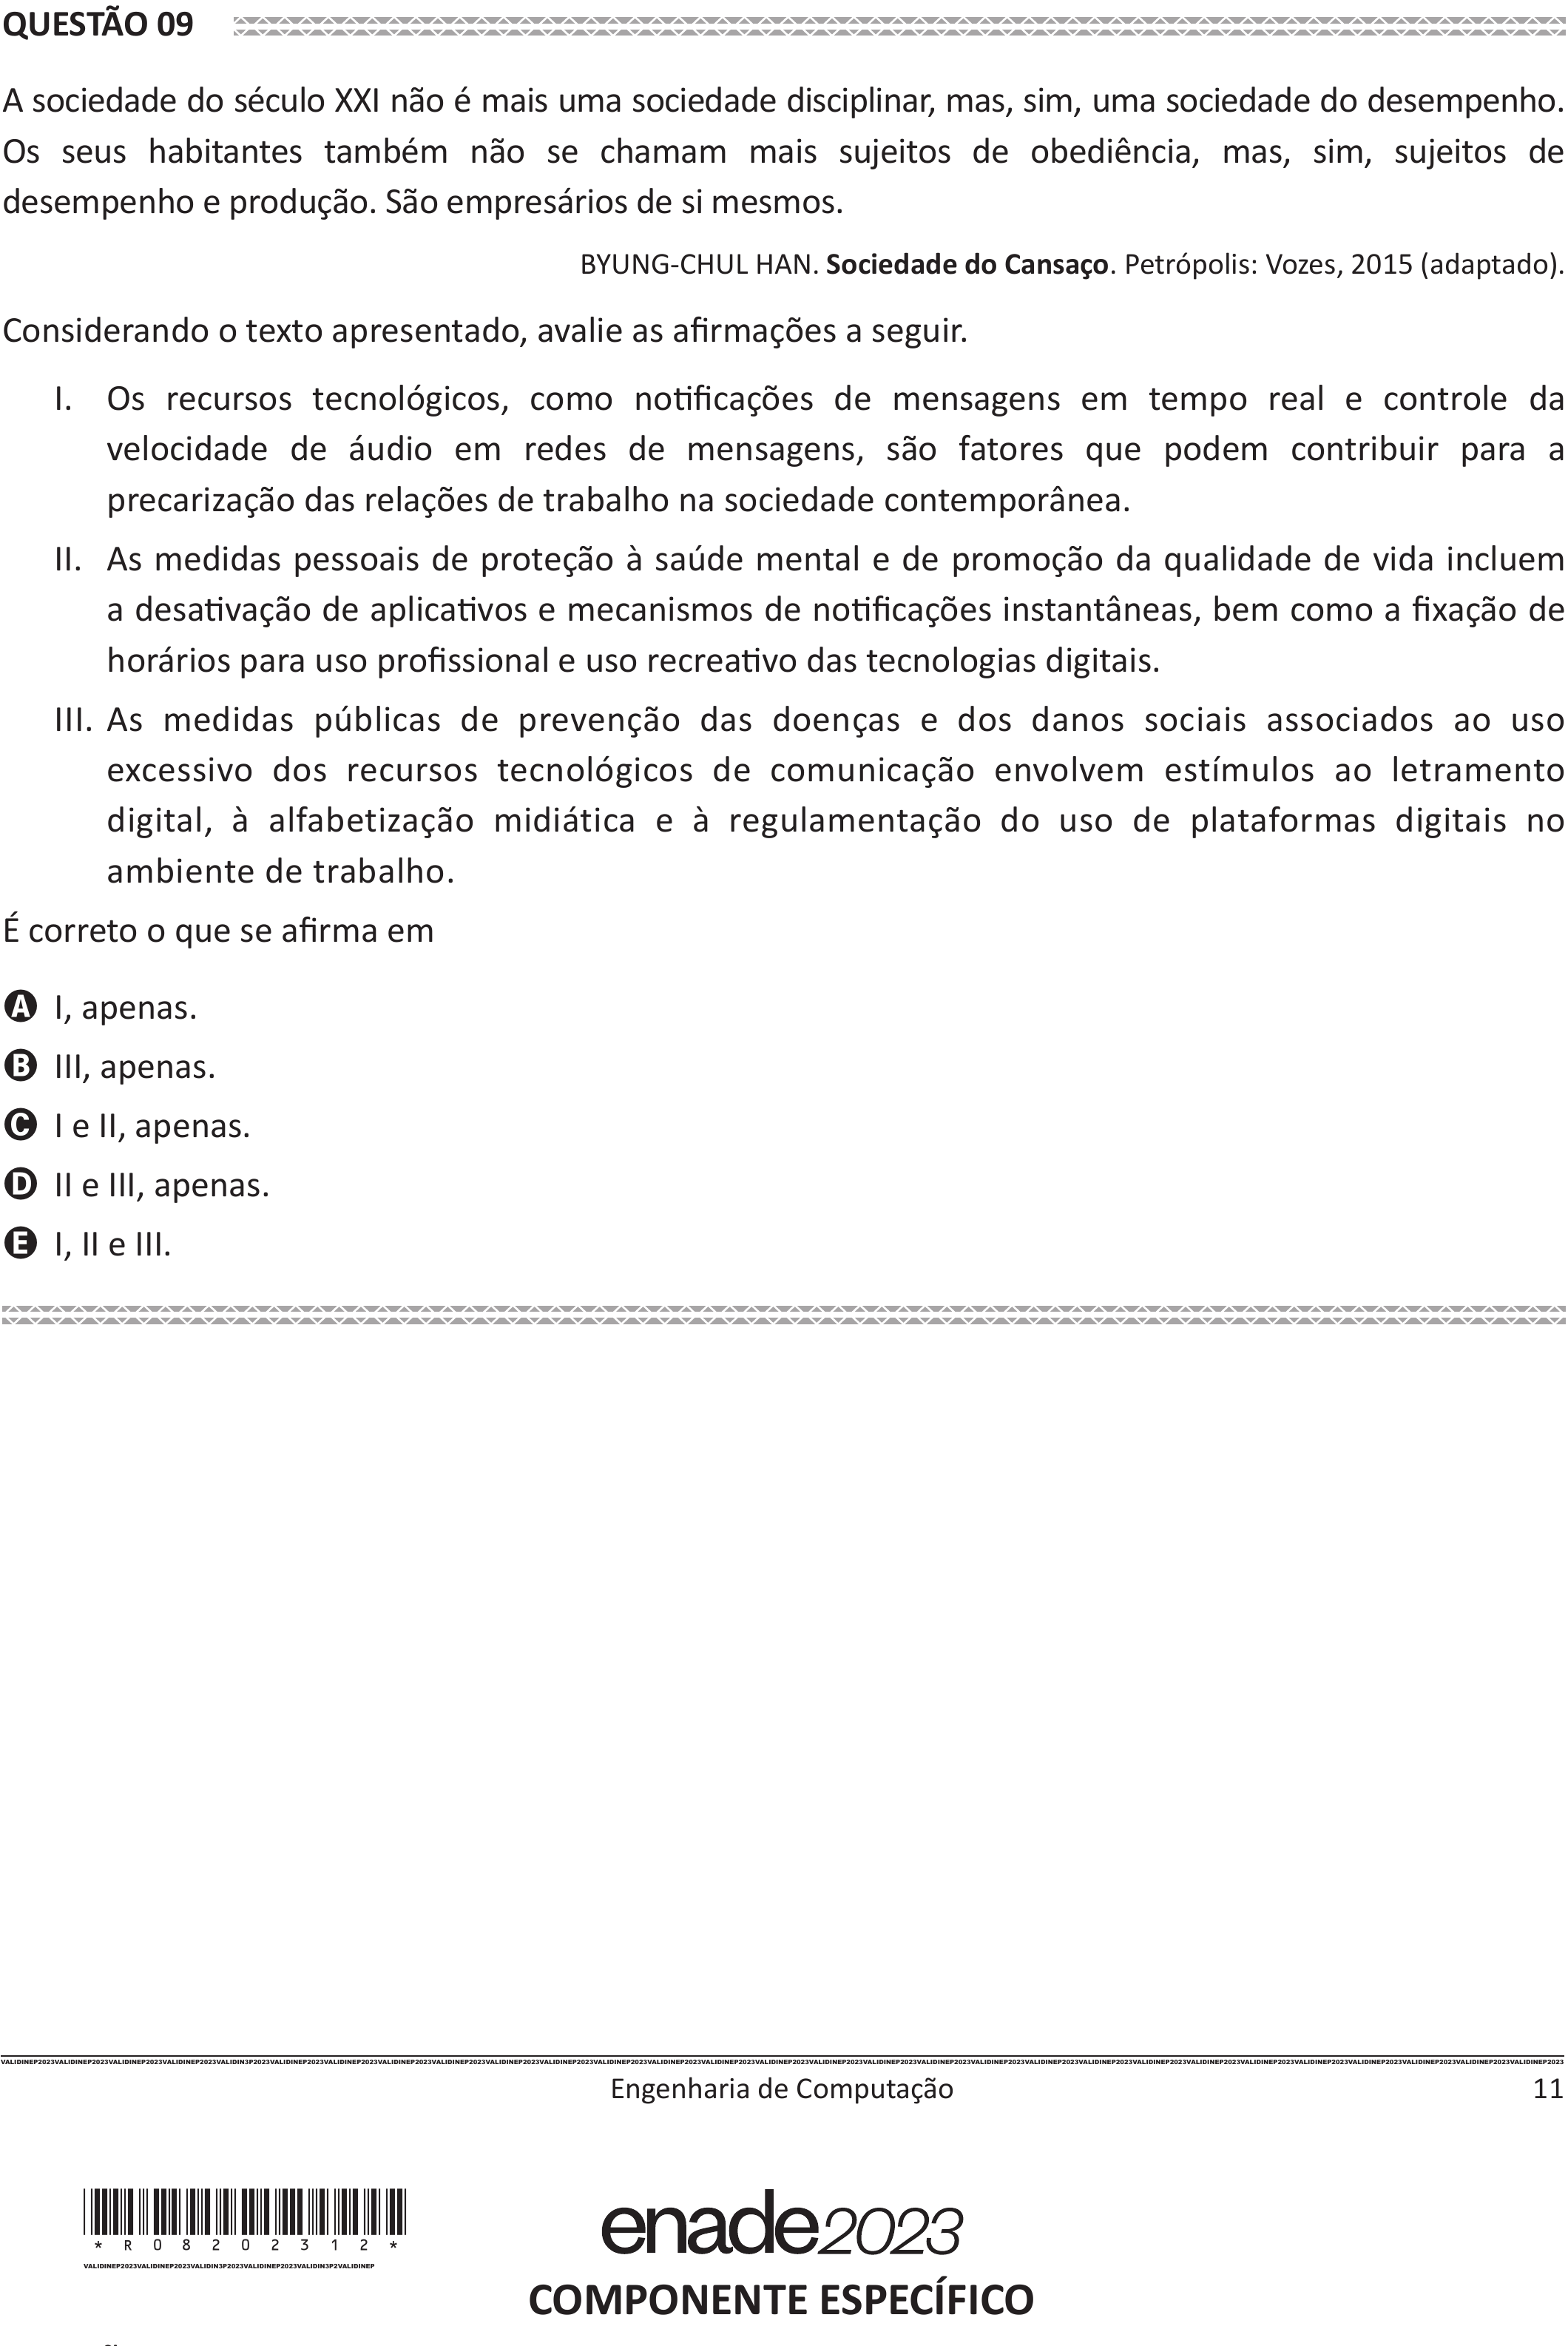 QUESTÃO 09
A sociedade do século XXI não é mais uma sociedade disciplinar, mas, sim, uma sociedade do desempenho.
Os seus habitantes também não se chamam mais sujeitos de obediência, mas, sim, sujeitos de
desempenho e produção. São empresários de si mesmos.
BYUNG-CHUL HAN. Sociedade do Cansaço. Petrópolis: Vozes, 2015 (adaptado).
Considerando o texto apresentado, avalie as afirmações a seguir.
I. Os recursos tecnológicos, como notificações de mensagens em tempo real e controle da
velocidade de áudio em redes de mensagens, são fatores que podem contribuir para a
precarização das relações de trabalho na sociedade contemporânea.
II. As medidas pessoais de proteção à saúde mental e de promoção da qualidade de vida incluem
a desativação de aplicativos e mecanismos de notificações instantâneas, bem como a fixação de
horários para uso profissional e uso recreativo das tecnologias digitais.
III. As medidas públicas de prevenção das doenças e dos danos sociais associados ao uso
excessivo dos recursos tecnológicos de comunicação envolvem estímulos ao letramento
digital, à alfabetização midiática e à regulamentação do uso de plataformas digitais no
ambiente de trabalho.
É correto o que se afirma em
A I, apenas.
B III, apenas.
C I e II, apenas.
D II e III, apenas.
E I, II e III.
Engenharia de Computação 11
* R 0 8 2 0 2 3 1 2 *
VALIDINEP2023VALIDINEP2023VALIDIN3P2023VALIDINEP2023VALIDIN3P2VALIDINEP
enade2023
COMPONENTE ESPECÍFICO